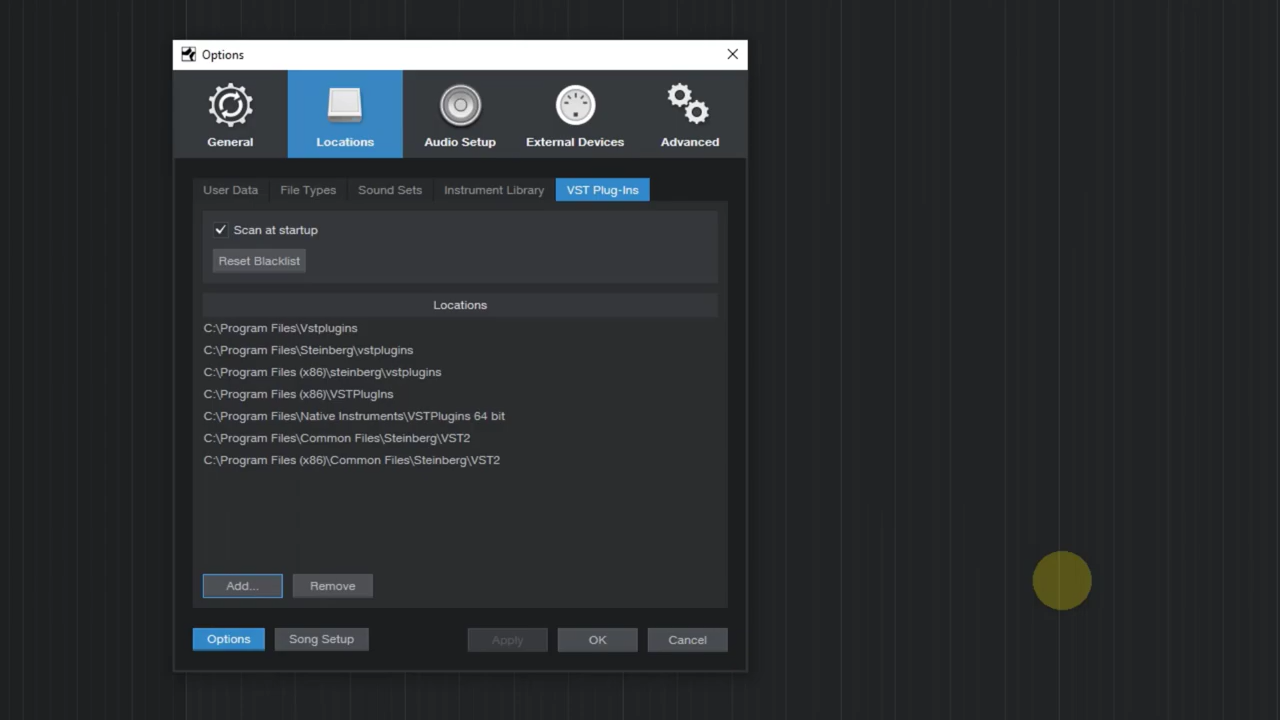 Options
General
Locations
Audio Setup
External Devices
Advanced
User Data
File Types
Sound Sets
Instrument Library
VST Plug-Ins
Scan at startup
Reset Blacklist
Locations
C:\Program Files\Vstplugins
C:\Program Files\Steinberg\vstplugins
C:\Program Files (x86)\steinberg\vstplugins
C:\Program Files (x86)\VSTPlugIns
C:\Program Files\Native Instruments\VSTPlugins 64 bit
C:\Program Files\Common Files\Steinberg\VST2
C:\Program Files (x86)\Common Files\Steinberg\VST2
Add...
Remove
Options
Song Setup
Apply
OK
Cancel